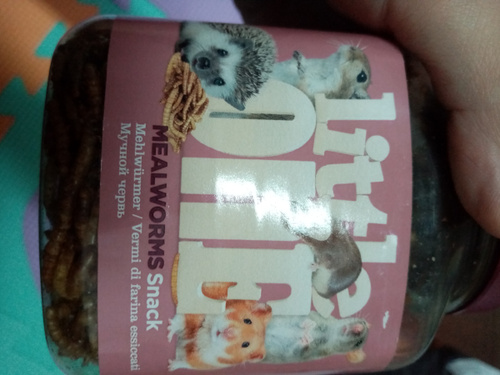 little
one
MEALWORMS Snack
Mehlwürmer / Vermi di farina essiccati
Мучной червь